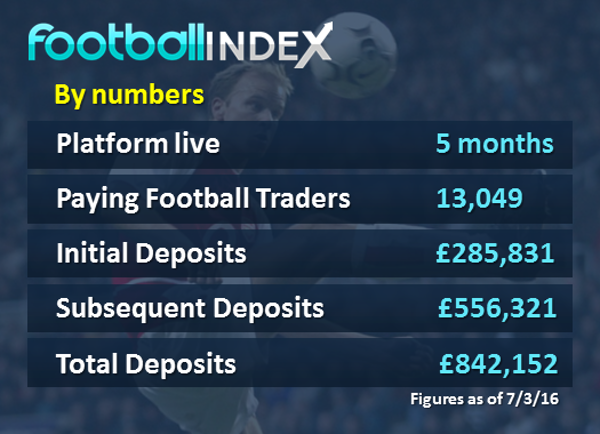 footballINDEX
By numbers
Platform live 5 months
Paying Football Traders 13,049
Initial Deposits £285,831
Subsequent Deposits £556,321
Total Deposits £842,152
Figures as of 7/3/16